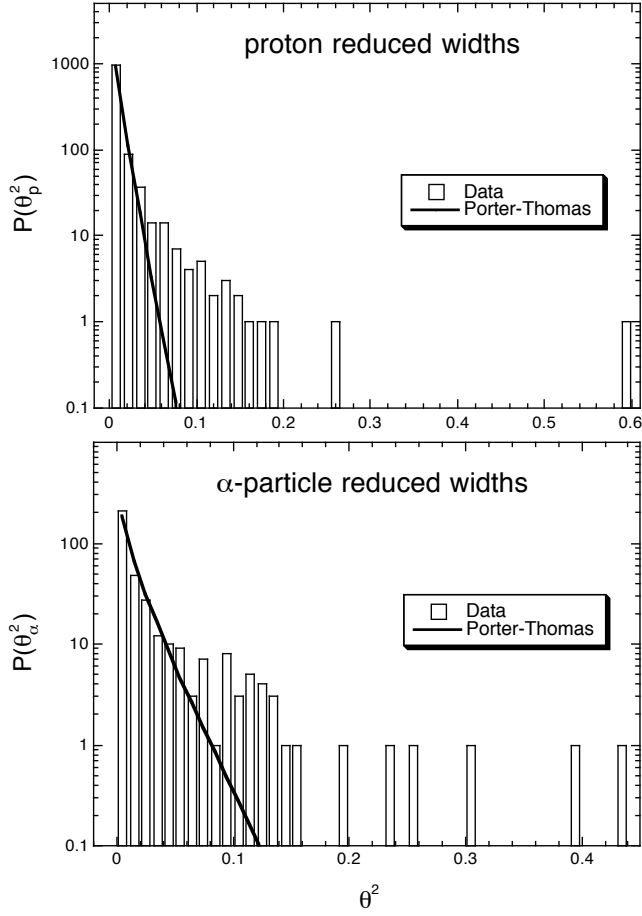 proton reduced widths
P(θ²ₚ)
1000
100
10
1
0.1
Data
Porter-Thomas
0 0.1 0.2 0.3 0.4 0.5 0.6
α-particle reduced widths
P(θ²α)
100
10
1
0.1
Data
Porter-Thomas
0 0.1 0.2 0.3 0.4
θ²